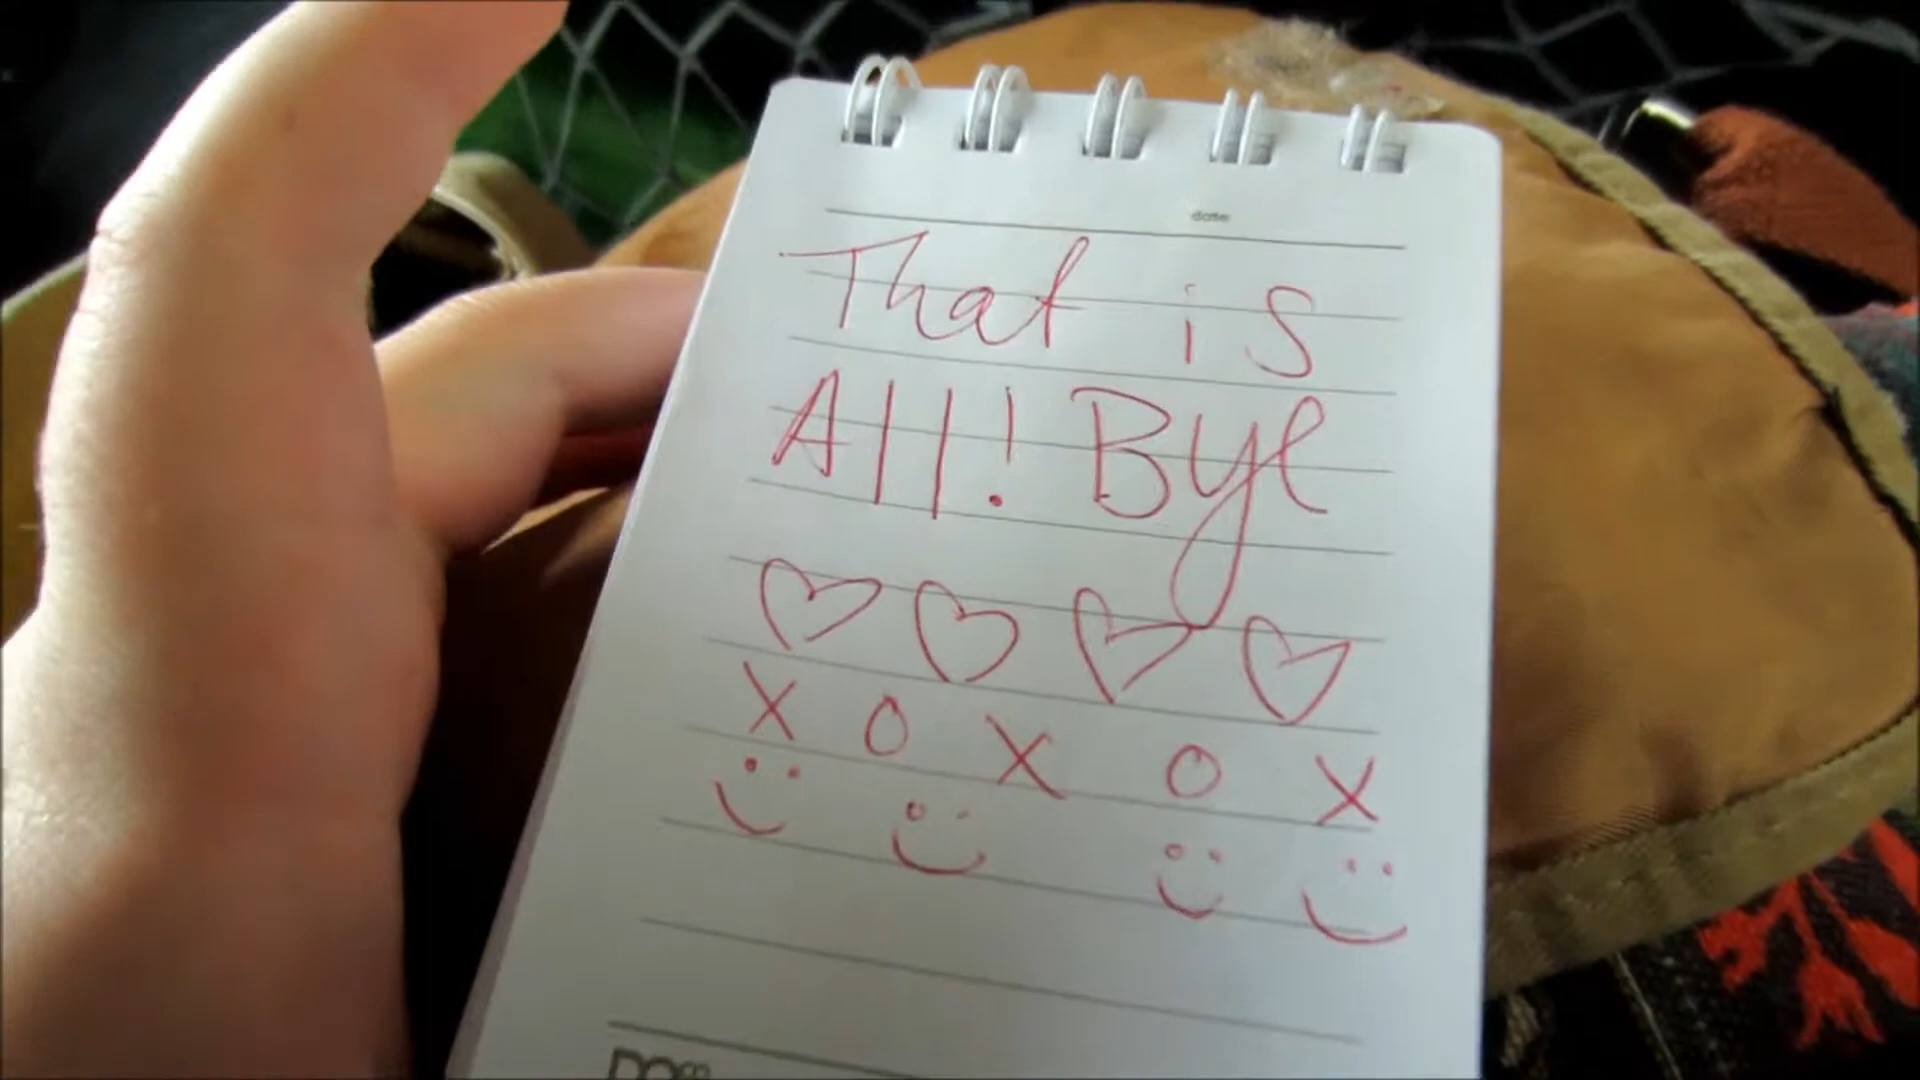 date
That is
All! Bye
X O X O X